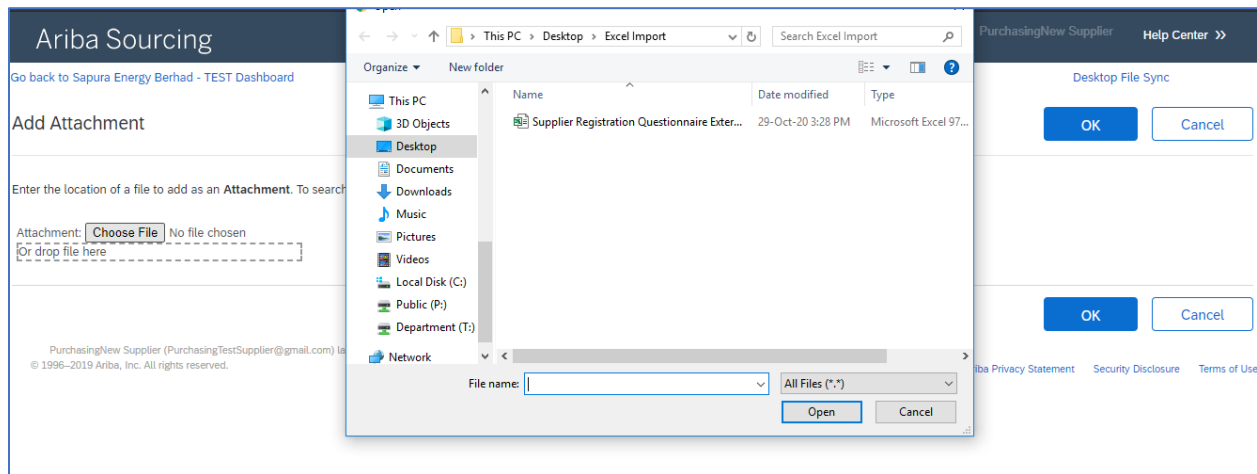 Ariba Sourcing
PurchasingNew Supplier
Help Center »
Go back to Sapura Energy Berhad - TEST Dashboard
Desktop File Sync
Add Attachment
OK
Cancel
Enter the location of a file to add as an Attachment. To search
Attachment: Choose File No file chosen
Or drop file here
OK
Cancel
PurchasingNew Supplier (PurchasingTestSupplier@gmail.com)
© 1996–2019 Ariba, Inc. All rights reserved.
Privacy Statement Security Disclosure Terms of Use
This PC > Desktop > Excel Import
Search Excel Import
Organize
New folder
Name Date modified Type
Supplier Registration Questionnaire Exter... 29-Oct-20 3:28 PM Microsoft Excel 97...
This PC
3D Objects
Desktop
Documents
Downloads
Music
Pictures
Videos
Local Disk (C:)
Public (P:)
Department (T:)
Network
File name:
All Files (*.*)
Open
Cancel